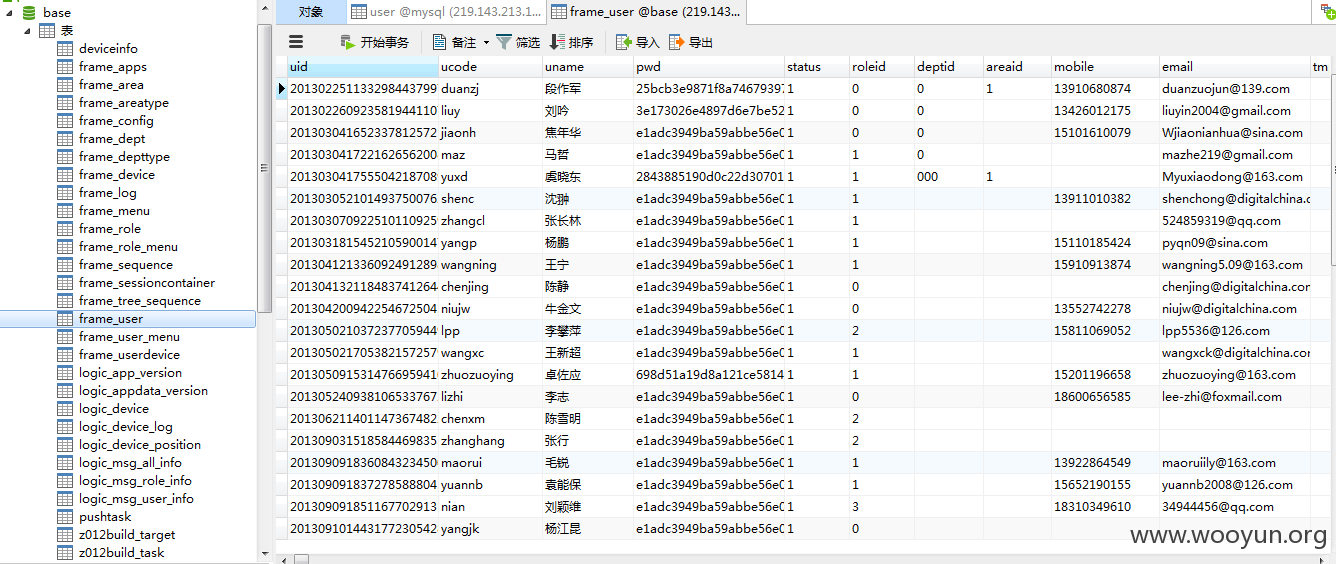 base
表
deviceinfo
frame_apps
frame_area
frame_areatype
frame_config
frame_dept
frame_depttype
frame_device
frame_log
frame_menu
frame_role
frame_role_menu
frame_sequence
frame_sessioncontainer
frame_tree_sequence
frame_user
frame_user_menu
frame_userdevice
logic_app_version
logic_appdata_version
logic_device
logic_device_log
logic_device_position
logic_msg_all_info
logic_msg_role_info
logic_msg_user_info
pushtask
z012build_target
z012build_task
对象 user @mysql (219.143.213.1... frame_user @base (219.143...
开始事务 备注 筛选 排序 导入 导出
uid ucode uname pwd status roleid deptid areaid mobile email tm
201302251133298443799 duanzj 段作军 25bcb3e9871f8a74679397 1 0 0 1 13910680874 duanzuojun@139.com
201302260923581944110 liuy 刘吟 3e173026e4897d6e7be52 1 0 0 13426012175 liuyin2004@gmail.com
201303041652337812572 jiaonh 焦年华 e1adc3949ba59abbe56e0 1 0 0 15101610079 Wjiaonianhua@sina.com
201303041722162656200 maz 马哲 e1adc3949ba59abbe56e0 1 1 0 mazhe219@gmail.com
201303041755504218708 yuxd 虞晓东 2843885190d0c22d30701 1 1 000 1 Myuxiaodong@163.com
201303052101493750076 shenc 沈翀 e1adc3949ba59abbe56e0 1 1 13911010382 shenchong@digitalchina.c
201303070922510110925 zhangcl 张长林 e1adc3949ba59abbe56e0 1 1 524859319@qq.com
201303181545210590014 yangp 杨鹏 e1adc3949ba59abbe56e0 1 1 15110185424 pyqn09@sina.com
201304121336092491289 wangning 王宁 e1adc3949ba59abbe56e0 1 1 15910913874 wangning5.09@163.com
201304132118483741264 chenjing 陈静 e1adc3949ba59abbe56e0 1 0 chenjing@digitalchina.con
201304200942254672504 niujw 牛金文 e1adc3949ba59abbe56e0 1 0 13552742278 niujw@digitalchina.com
201305021037237705944 lpp 李攀萍 e1adc3949ba59abbe56e0 1 2 15811069052 lpp5536@126.com
201305021705382157257 wangxc 王新超 e1adc3949ba59abbe56e0 1 1 wangxck@digitalchina.con
201305091531476695941 zhuozuoying 卓佐应 698d51a19d8a121ce5814 1 1 15201196658 zhuozuoying@163.com
201305240938106533767 lizhi 李志 e1adc3949ba59abbe56e0 1 0 18600656585 lee-zhi@foxmail.com
201306211401147367482 chenxm 陈雪明 e1adc3949ba59abbe56e0 1 2
201309031518584469835 zhanghang 张行 e1adc3949ba59abbe56e0 1 2
201309091836084323450 maorui 毛锐 e1adc3949ba59abbe56e0 1 1 13922864549 maoruiily@163.com
201309091837278588804 yuannb 袁能保 e1adc3949ba59abbe56e0 1 1 15652190155 yuannb2008@126.com
201309091851167702913 nian 刘颖维 e1adc3949ba59abbe56e0 1 3 18310349610 34944456@qq.com
201309101443177230542 yangjk 杨江昆 e1adc3949ba59abbe56e0 1 0
www.wooyun.org